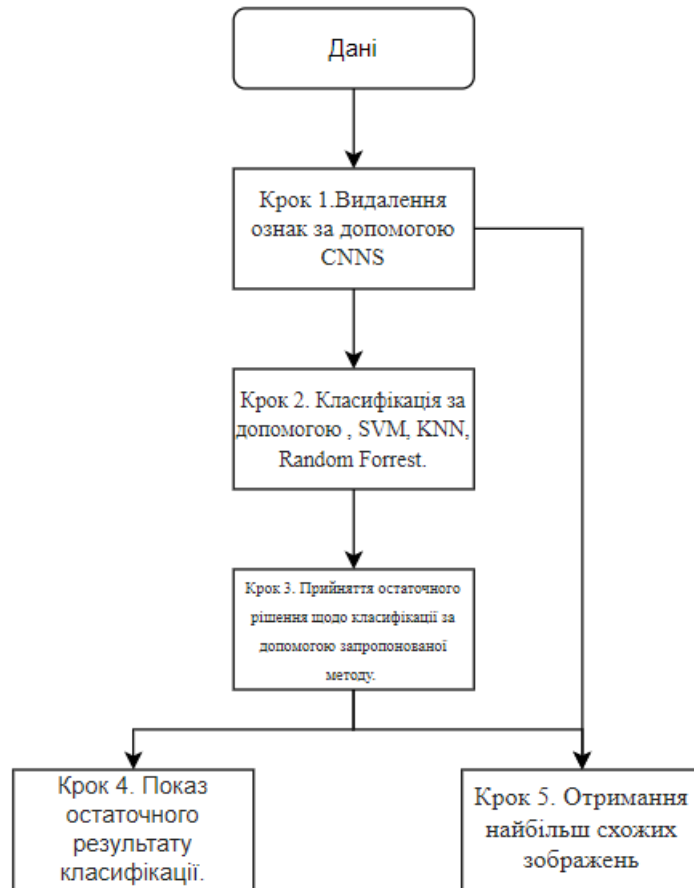 Дані
Крок 1.Видалення
ознак за допомогою
CNNS
Крок 2. Класифікація за
допомогою , SVM, KNN,
Random Forrest.
Крок 3. Прийняття остаточного
рішення щодо класифікації за
допомогою запропонованої
методу.
Крок 4. Показ
остаточного
результату
класифікації.
Крок 5. Отримання
найбільш схожих
зображень